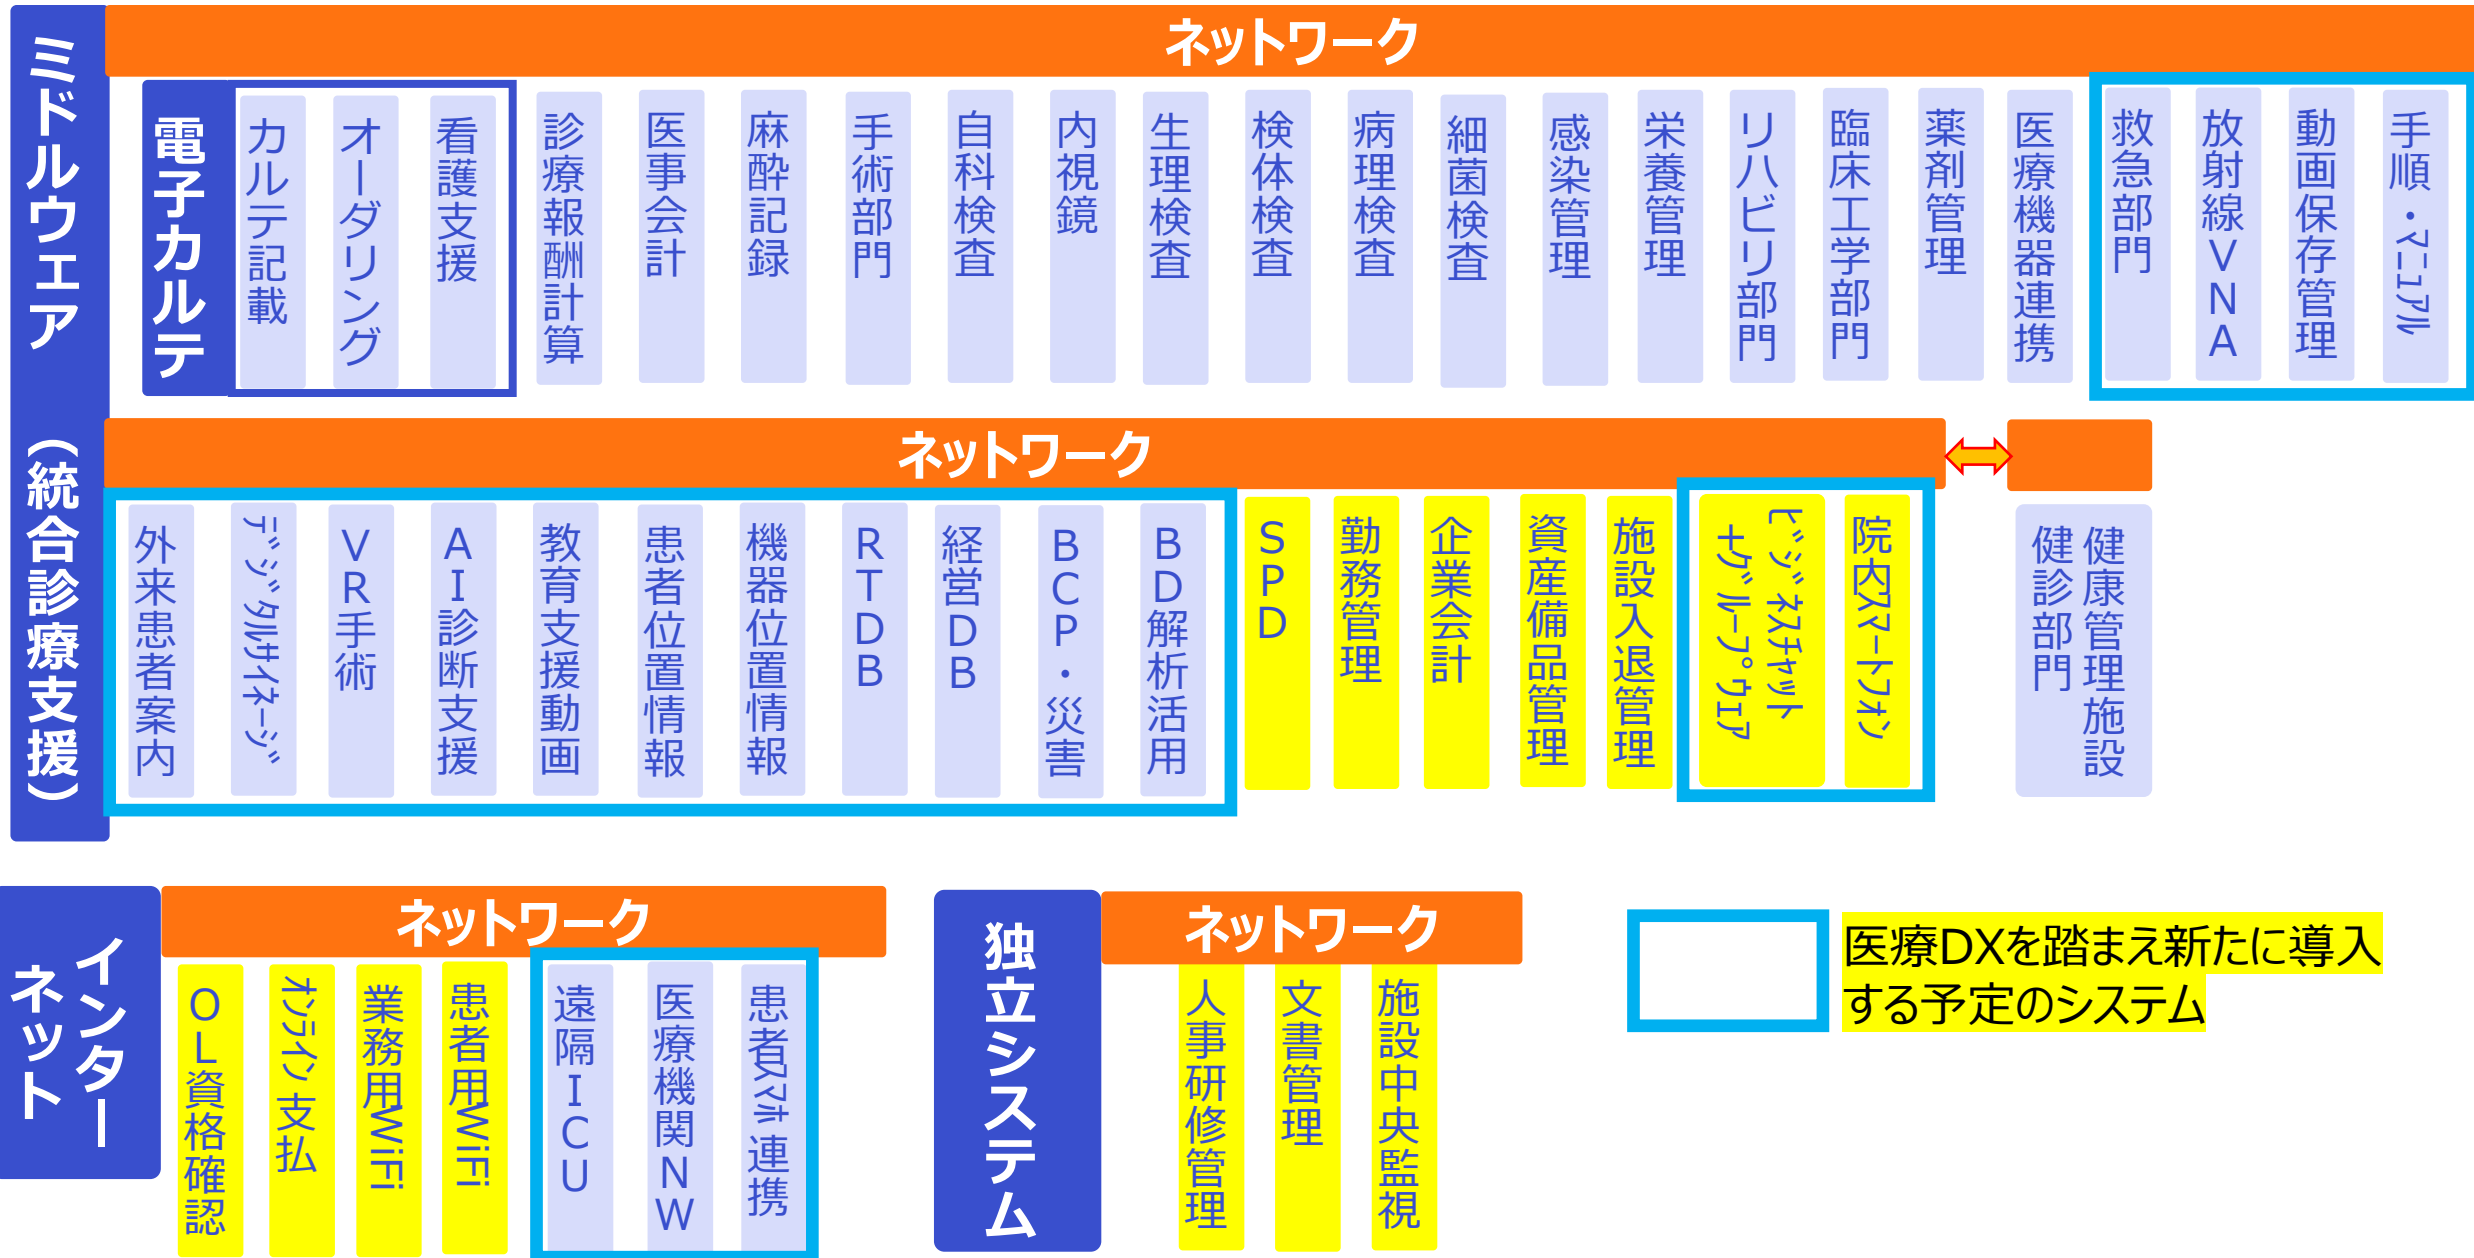 ミドルウェア（統合診療支援）
ネットワーク
電子カルテ
カルテ記載
オーダリング
看護支援
診療報酬計算
医事会計
麻酔記録
手術部門
自科検査
内視鏡
生理検査
検体検査
病理検査
細菌検査
感染管理
栄養管理
リハビリ部門
臨床工学部門
薬剤管理
医療機器連携
救急部門
放射線ＶＮＡ
動画保存管理
手順・ﾏﾆｭｱﾙ
ネットワーク
外来患者案内
ﾃﾞｼﾞﾀﾙｻｲﾈｰｼﾞ
ＶＲ手術
ＡＩ診断支援
教育支援動画
患者位置情報
機器位置情報
ＲＴＤＢ
経営ＤＢ
ＢＣＰ・災害
ＢＤ解析活用
ＳＰＤ
勤務管理
企業会計
資産備品管理
施設入退管理
ﾋﾞｼﾞﾈｽﾁｬｯﾄ
+ｸﾞﾙｰﾌﾟｳｪｱ
院内ｽﾏｰﾄﾌｫﾝ
健康管理施設
健診部門
インター
ネット
ネットワーク
ＯＬ資格確認
ｵﾝﾗｲﾝ支払
業務用WiFi
患者用WiFi
遠隔ＩＣＵ
医療機関ＮＷ
患者ｽﾏﾎ連携
独立システム
ネットワーク
人事研修管理
文書管理
施設中央監視
医療DXを踏まえ新たに導入
する予定のシステム